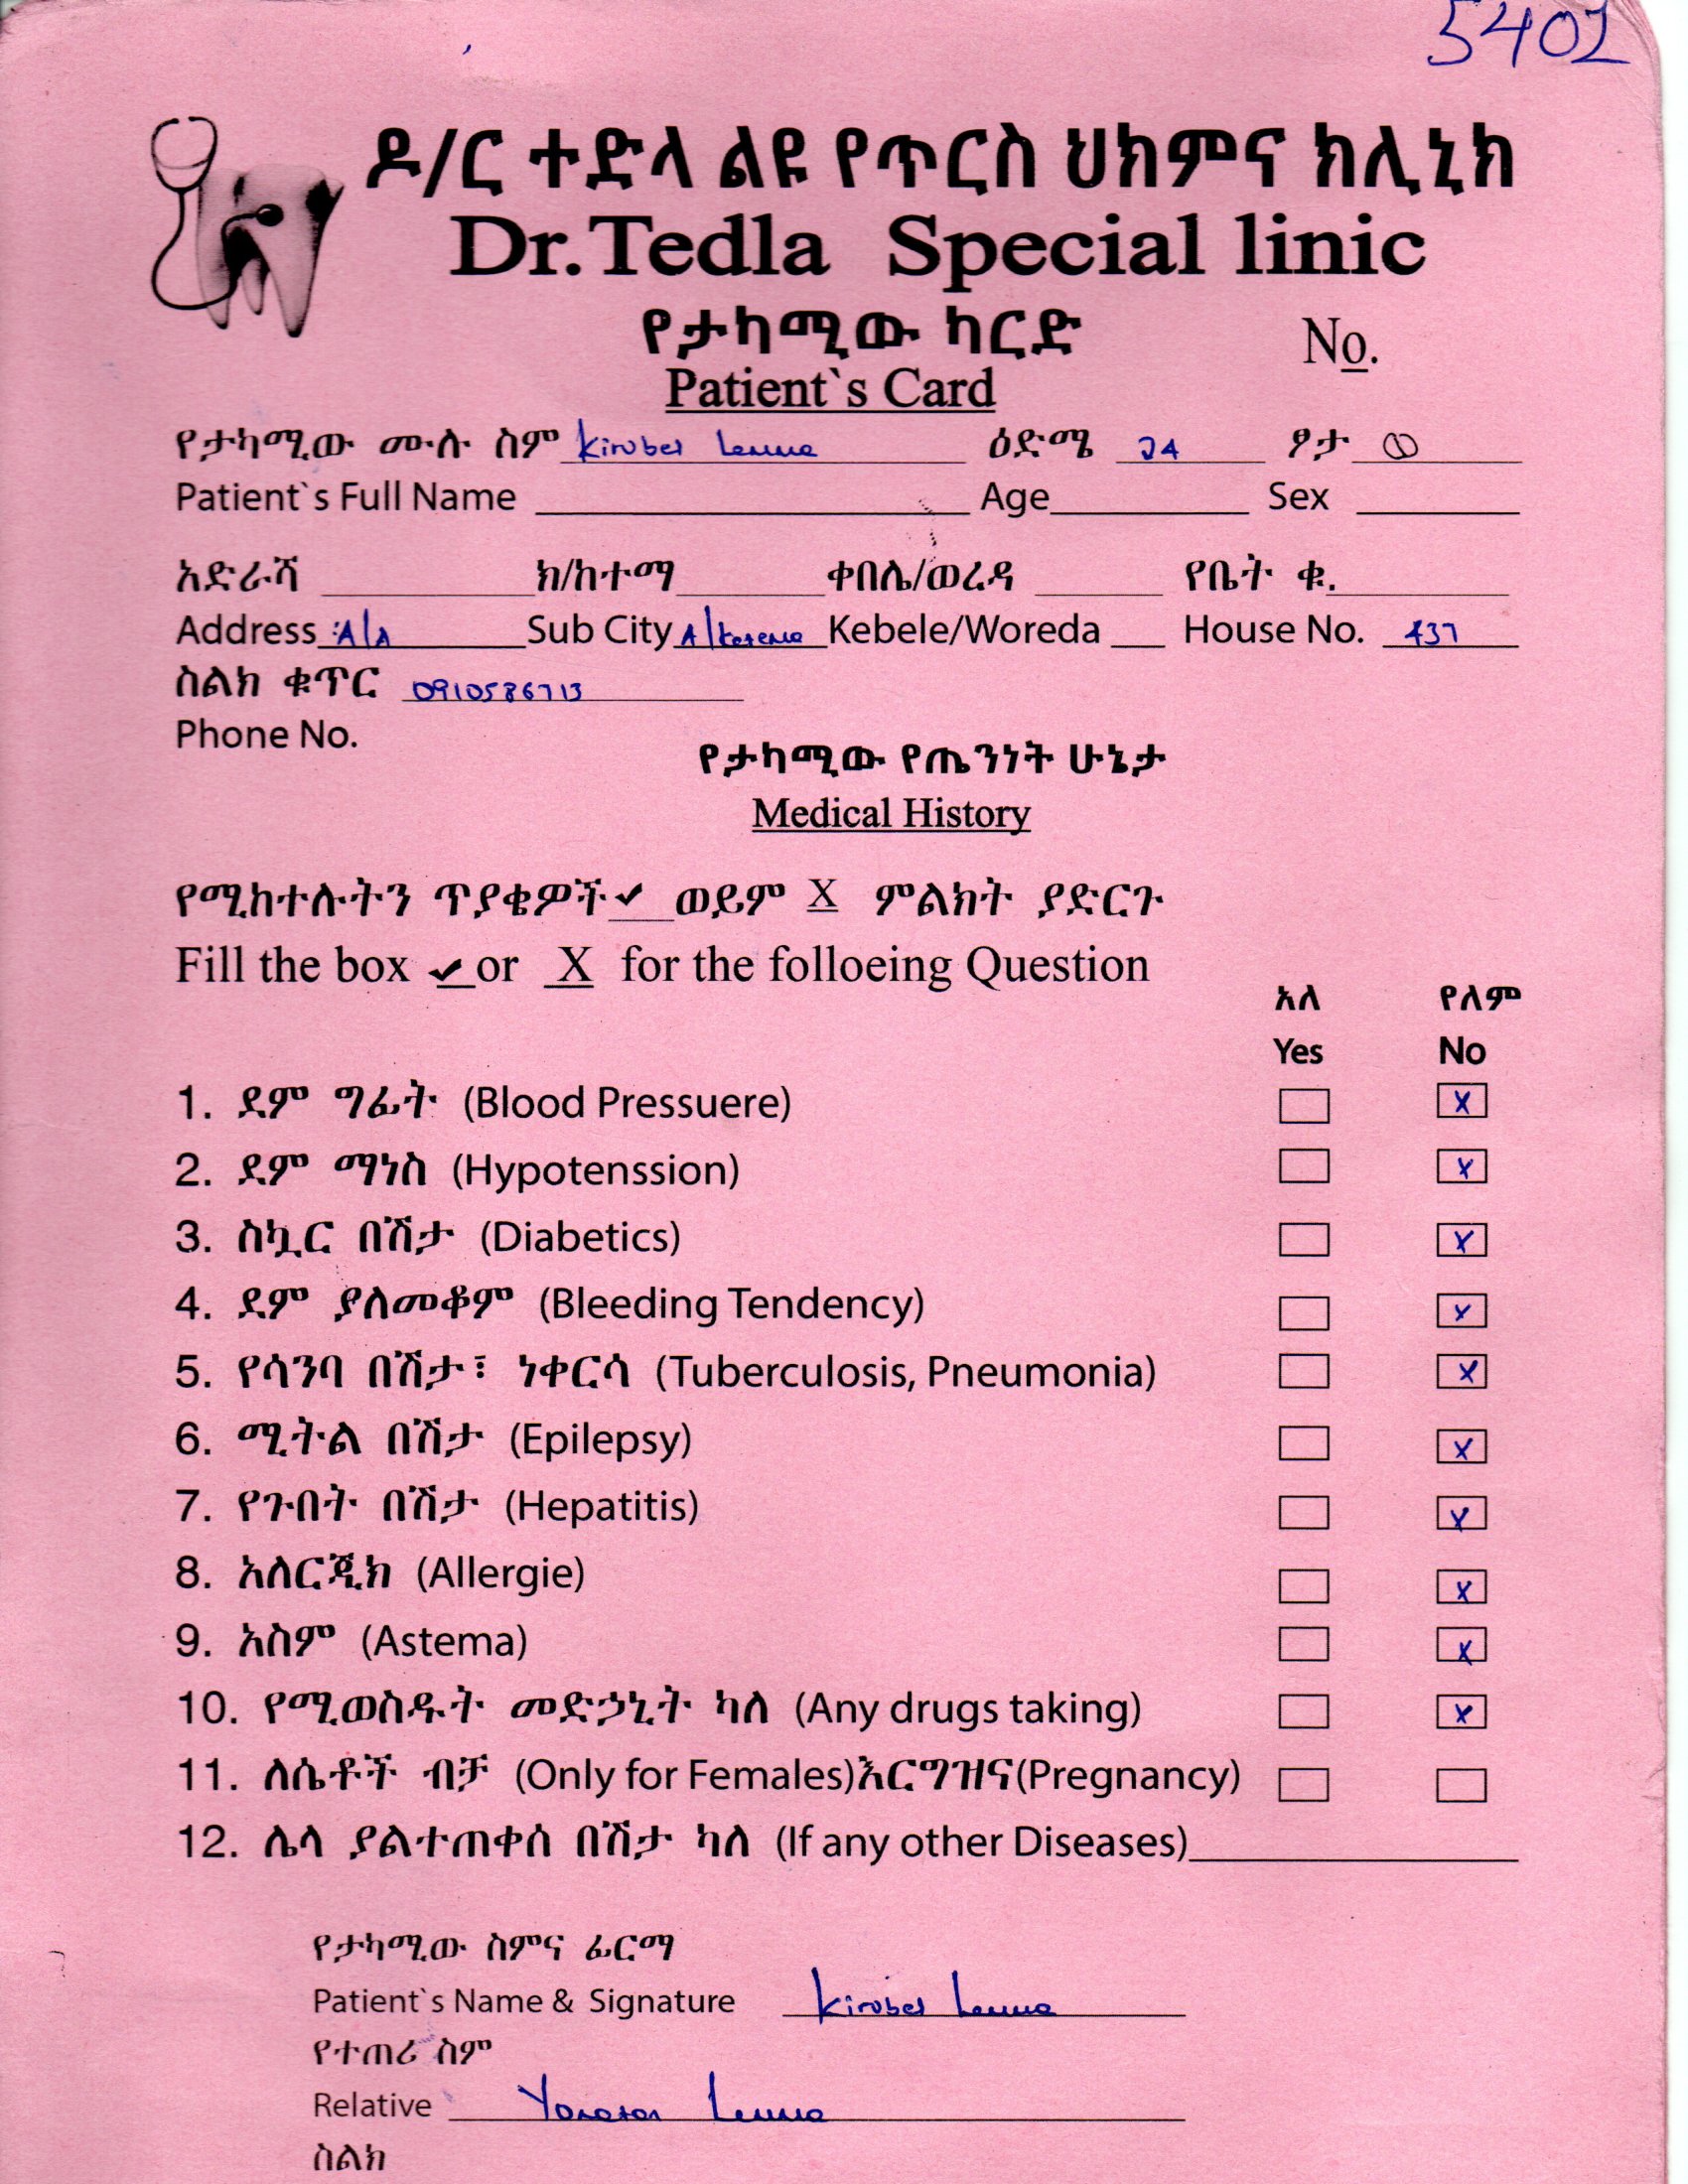 5402
ዶ/ር ተድላ ልዩ የጥርስ ህክምና ክሊኒክ
Dr.Tedla Special linic
የታካሚው ካርድ
No.
Patient`s Card
የታካሚው ሙሉ ስም Kirubel Lemma ዕድሜ 24 ፆታ
Patient`s Full Name Age Sex
አድራሻ ክ/ከተማ ቀበሌ/ወረዳ የቤት ቁ.
Address A/A Sub City Kebele/Woreda House No. 437
ስልክ ቁጥር 0910586713
Phone No.
የታካሚው የጤንነት ሁኔታ
Medical History
የሚከተሉትን ጥያቄዎች ✓ ወይም X ምልክት ያድርጉ
Fill the box ✓ or X for the folloeing Question
አለ የለም
Yes No
1. ደም ግፊት (Blood Pressuere) X
2. ደም ማነስ (Hypotenssion) X
3. ስኳር በሽታ (Diabetics) X
4. ደም ያለመቆም (Bleeding Tendency) X
5. የሳንባ በሽታ፣ ነቀርሳ (Tuberculosis, Pneumonia) X
6. ሚትል በሽታ (Epilepsy) X
7. የጉበት በሽታ (Hepatitis) X
8. አለርጂክ (Allergie) X
9. አስም (Astema) X
10. የሚወስዱት መድኃኒት ካለ (Any drugs taking) X
11. ለሴቶች ብቻ (Only for Females)እርግዝና(Pregnancy)
12. ሌላ ያልተጠቀሰ በሽታ ካለ (If any other Diseases)
የታካሚው ስምና ፊርማ
Patient`s Name & Signature Kirubel Lemma
የተጠሪ ስም
Relative Lemma
ስልክ